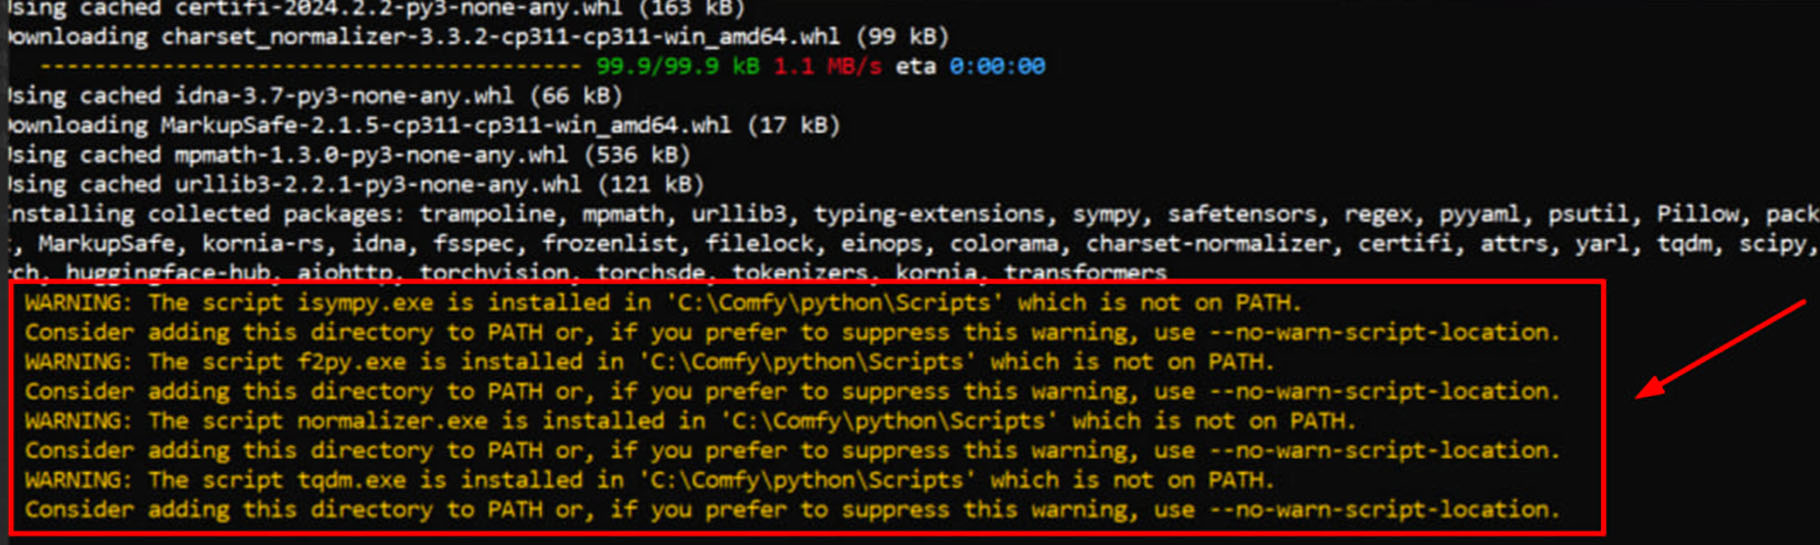 sing cached certifi-2024.2.2-py3-none-any.whl (163 kB)
ownloading charset_normalizer-3.3.2-cp311-cp311-win_amd64.whl (99 kB)
---------------------------------------- 99.9/99.9 kB 1.1 MB/s eta 0:00:00
sing cached idna-3.7-py3-none-any.whl (66 kB)
ownloading MarkupSafe-2.1.5-cp311-cp311-win_amd64.whl (17 kB)
sing cached mpmath-1.3.0-py3-none-any.whl (536 kB)
sing cached urllib3-2.2.1-py3-none-any.whl (121 kB)
nstalling collected packages: trampoline, mpmath, urllib3, typing-extensions, sympy, safetensors, regex, pyyaml, psutil, Pillow, pack
, MarkupSafe, kornia-rs, idna, fsspec, frozenlist, filelock, einops, colorama, charset-normalizer, certifi, attrs, yarl, tqdm, scipy,
ch, huggingface-hub, aiohttp, torchvision, torchsde, tokenizers, kornia, transformers
WARNING: The script isympy.exe is installed in 'C:\Comfy\python\Scripts' which is not on PATH.
Consider adding this directory to PATH or, if you prefer to suppress this warning, use --no-warn-script-location.
WARNING: The script f2py.exe is installed in 'C:\Comfy\python\Scripts' which is not on PATH.
Consider adding this directory to PATH or, if you prefer to suppress this warning, use --no-warn-script-location.
WARNING: The script normalizer.exe is installed in 'C:\Comfy\python\Scripts' which is not on PATH.
Consider adding this directory to PATH or, if you prefer to suppress this warning, use --no-warn-script-location.
WARNING: The script tqdm.exe is installed in 'C:\Comfy\python\Scripts' which is not on PATH.
Consider adding this directory to PATH or, if you prefer to suppress this warning, use --no-warn-script-location.